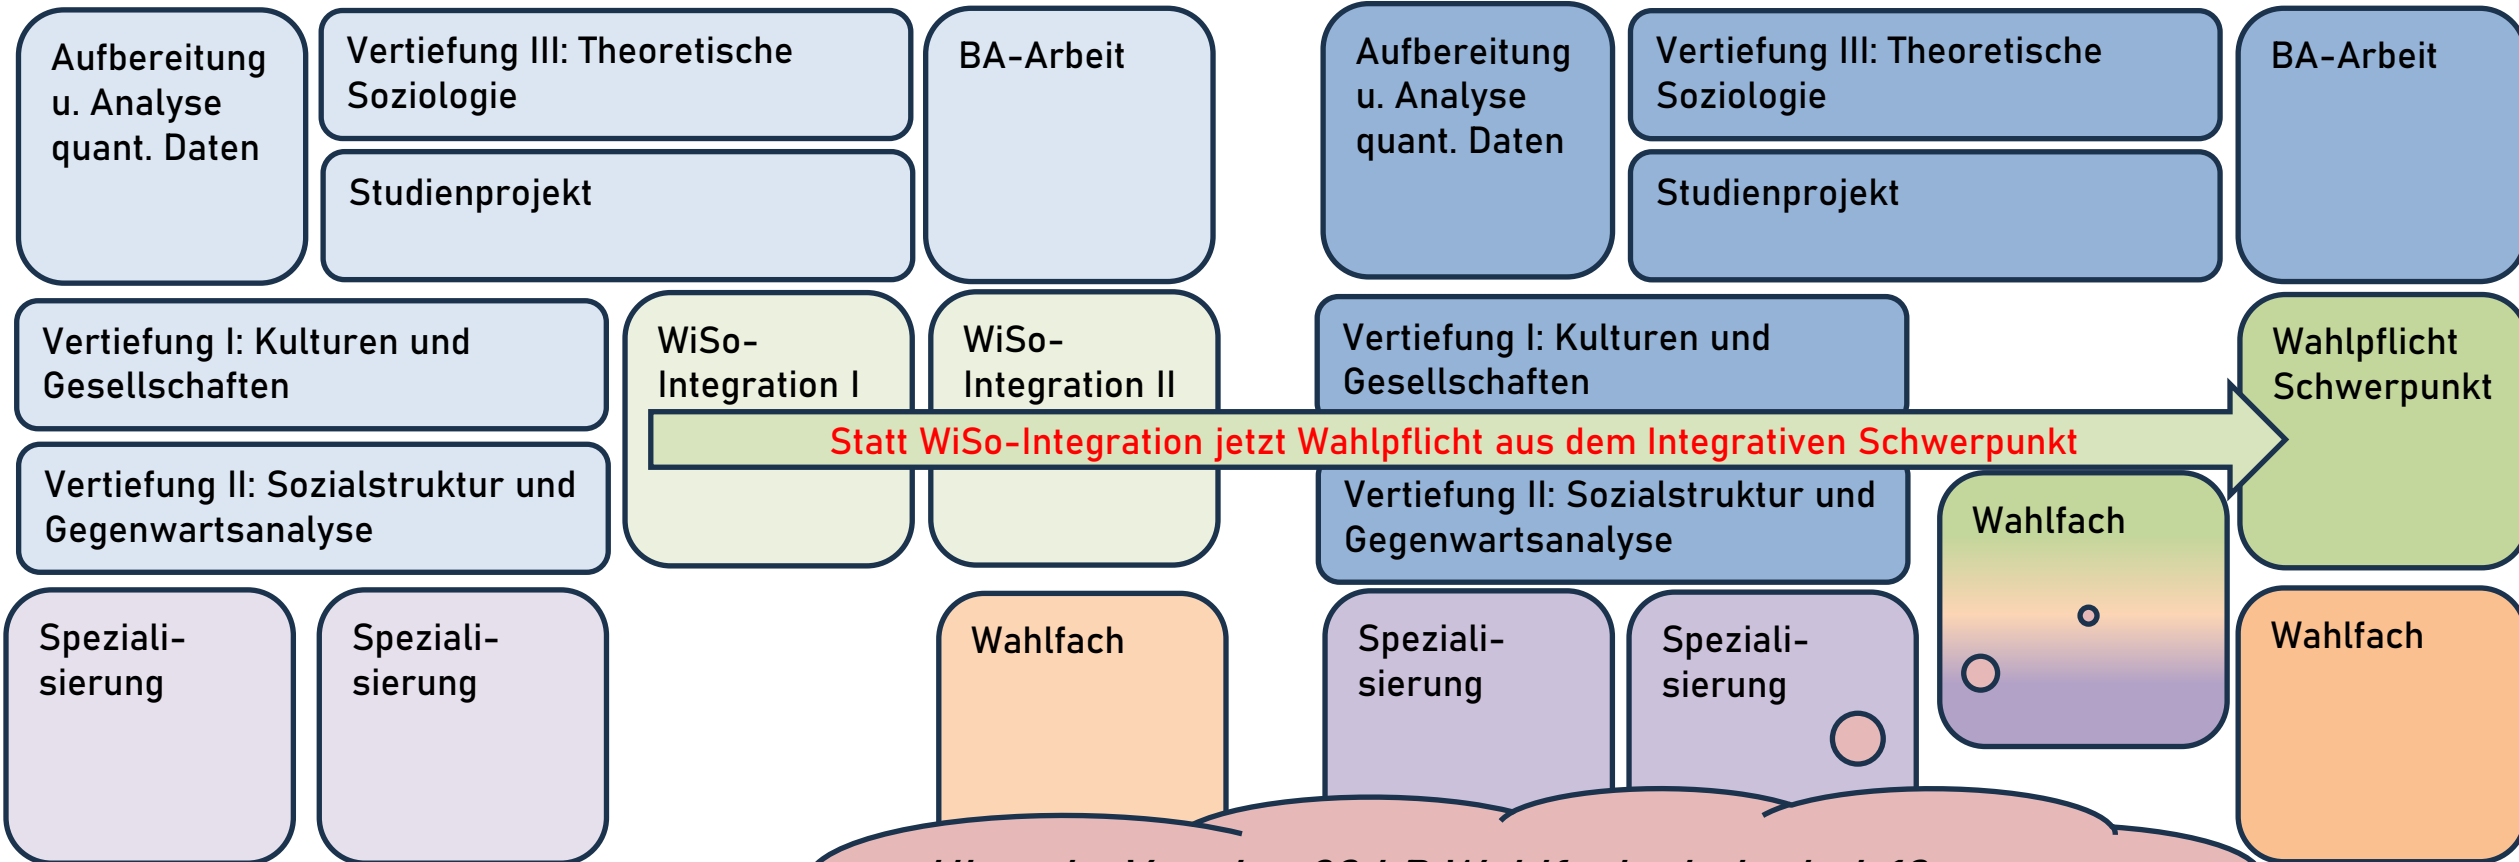 Aufbereitung
u. Analyse
quant. Daten
Vertiefung III: Theoretische
Soziologie
Studienprojekt
BA-Arbeit
Vertiefung I: Kulturen und
Gesellschaften
WiSo-
Integration I
WiSo-
Integration II
Vertiefung II: Sozialstruktur und
Gegenwartsanalyse
Speziali-
sierung
Speziali-
sierung
Wahlfach
Aufbereitung
u. Analyse
quant. Daten
Vertiefung III: Theoretische
Soziologie
Studienprojekt
BA-Arbeit
Vertiefung I: Kulturen und
Gesellschaften
Wahlpflicht
Schwerpunkt
Statt WiSo-Integration jetzt Wahlpflicht aus dem Integrativen Schwerpunkt
Vertiefung II: Sozialstruktur und
Gegenwartsanalyse
Wahlfach
Speziali-
sierung
Speziali-
sierung
Wahlfach